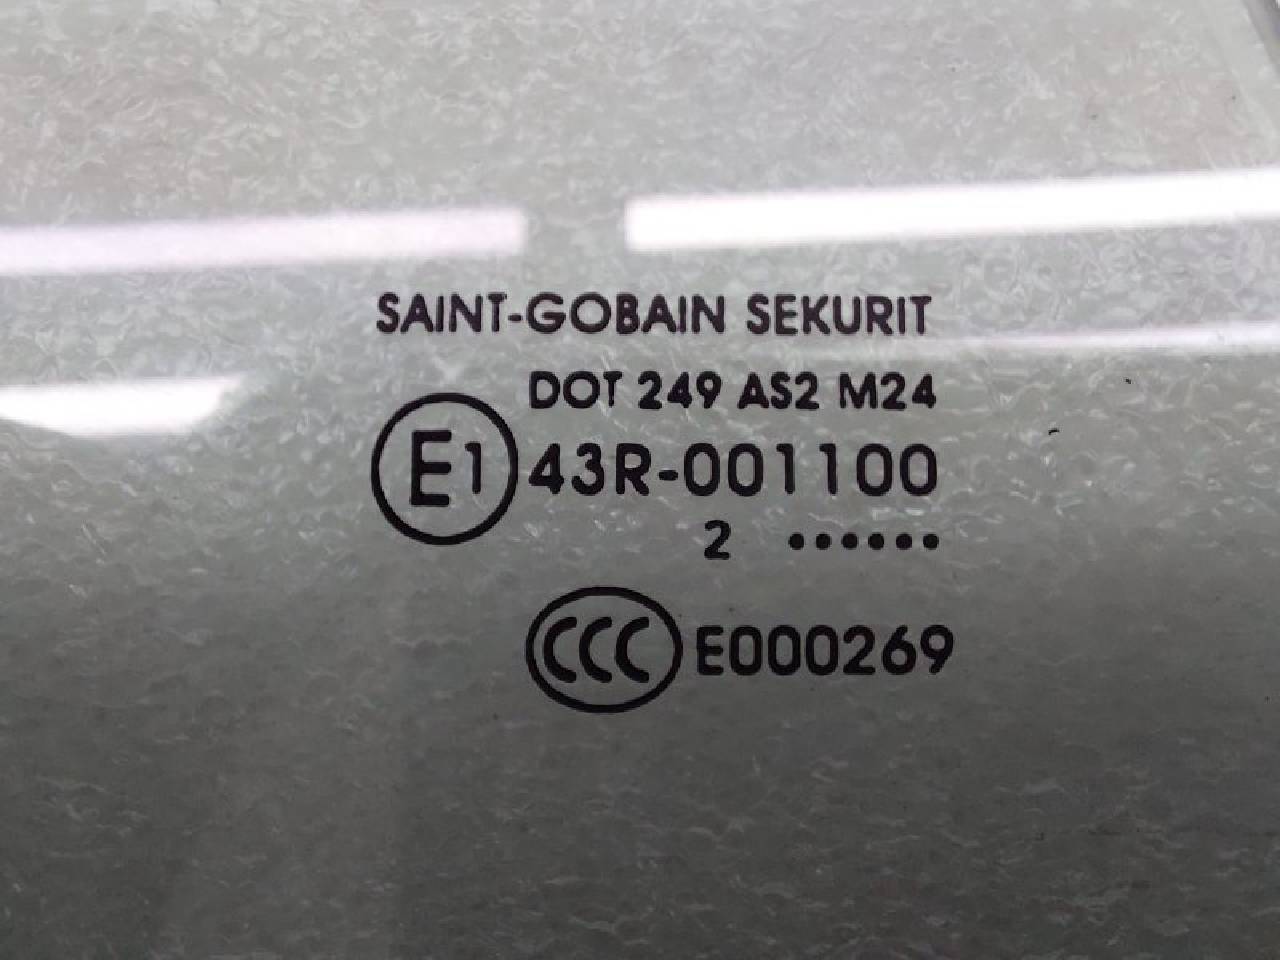 SAINT-GOBAIN SEKURIT
DOT 249 AS2 M24
E1 43R-001100
2 ••••••
CCC E000269